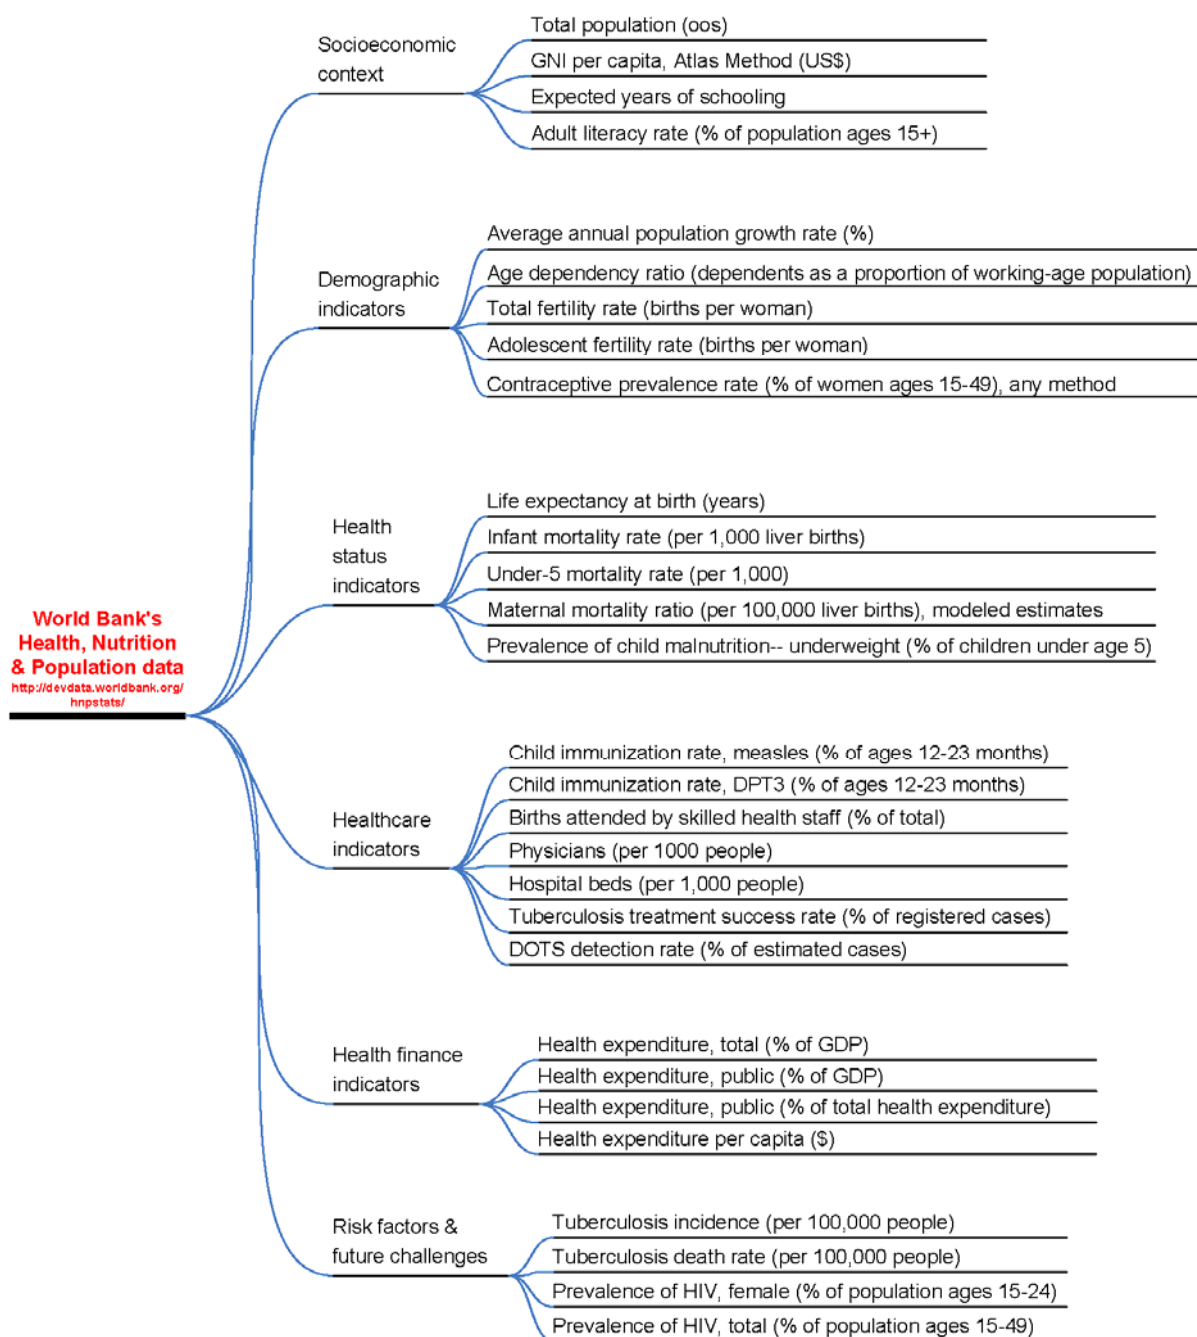 Total population (oos)
Socioeconomic
context
GNI per capita, Atlas Method (US$)
Expected years of schooling
Adult literacy rate (% of population ages 15+)
Average annual population growth rate (%)
Demographic
indicators
Age dependency ratio (dependents as a proportion of working-age population)
Total fertility rate (births per woman)
Adolescent fertility rate (births per woman)
Contraceptive prevalence rate (% of women ages 15-49), any method
Life expectancy at birth (years)
Health
status
indicators
Infant mortality rate (per 1,000 liver births)
Under-5 mortality rate (per 1,000)
Maternal mortality ratio (per 100,000 liver births), modeled estimates
Prevalence of child malnutrition-- underweight (% of children under age 5)
World Bank's
Health, Nutrition
& Population data
http://devdata.worldbank.org/
hnpstats/
Child immunization rate, measles (% of ages 12-23 months)
Child immunization rate, DPT3 (% of ages 12-23 months)
Healthcare
indicators
Births attended by skilled health staff (% of total)
Physicians (per 1000 people)
Hospital beds (per 1,000 people)
Tuberculosis treatment success rate (% of registered cases)
DOTS detection rate (% of estimated cases)
Health finance
indicators
Health expenditure, total (% of GDP)
Health expenditure, public (% of GDP)
Health expenditure, public (% of total health expenditure)
Health expenditure per capita ($)
Risk factors &
future challenges
Tuberculosis incidence (per 100,000 people)
Tuberculosis death rate (per 100,000 people)
Prevalence of HIV, female (% of population ages 15-24)
Prevalence of HIV, total (% of population ages 15-49)